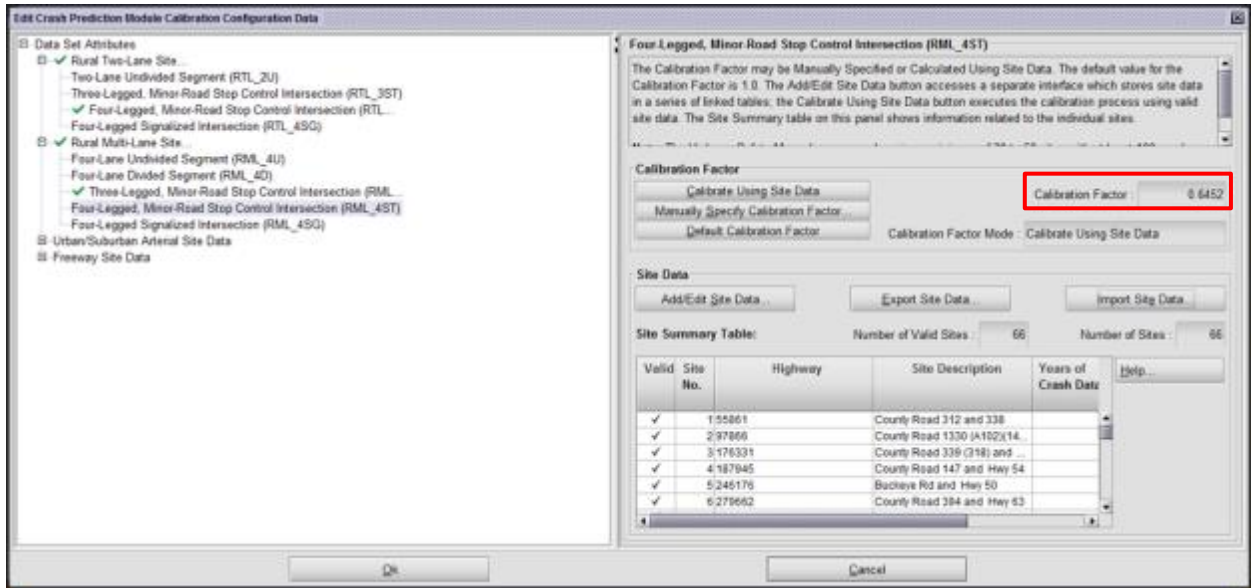 Edit Crash Prediction Module Calibration Configuration Data
Data Set Attributes
Rural Two-Lane Site...
Two-Lane Undivided Segment (RTL_2U)
Three-Legged, Minor-Road Stop Control Intersection (RTL_3ST)
Four-Legged, Minor-Road Stop Control Intersection (RTL...
Four-Legged Signalized Intersection (RTL_4SG)
Rural Multi-Lane Site...
Four-Lane Undivided Segment (RML_4U)
Four-Lane Divided Segment (RML_4D)
Three-Legged, Minor-Road Stop Control Intersection (RML...
Four-Legged, Minor-Road Stop Control Intersection (RML_4ST)
Four-Legged Signalized Intersection (RML_4SG)
Urban/Suburban Arterial Site Data
Freeway Site Data
Four-Legged, Minor-Road Stop Control Intersection (RML_4ST)
The Calibration Factor may be Manually Specified or Calculated Using Site Data. The default value for the
Calibration Factor is 1.0. The Add/Edit Site Data button accesses a separate interface which stores site data
in a series of linked tables; the Calibrate Using Site Data button executes the calibration process using valid
site data. The Site Summary table on this panel shows information related to the individual sites.
Calibration Factor
Calibrate Using Site Data
Calibration Factor : 0.6452
Manually Specify Calibration Factor...
Default Calibration Factor
Calibration Factor Mode : Calibrate Using Site Data
Site Data
Add/Edit Site Data... Export Site Data... Import Site Data...
Site Summary Table: Number of Valid Sites : 66 Number of Sites : 66
Valid Site No. Highway Site Description Years of Crash Data Help...
✓ 1 55861 County Road 312 and 338
✓ 2 97866 County Road 1330 (A102)(14...
✓ 3 176331 County Road 339 (318) and ...
✓ 4 187945 County Road 147 and Hwy 54
✓ 5 246176 Buckeye Rd and Hwy 50
✓ 6 279662 County Road 394 and Hwy 63
Ok Cancel